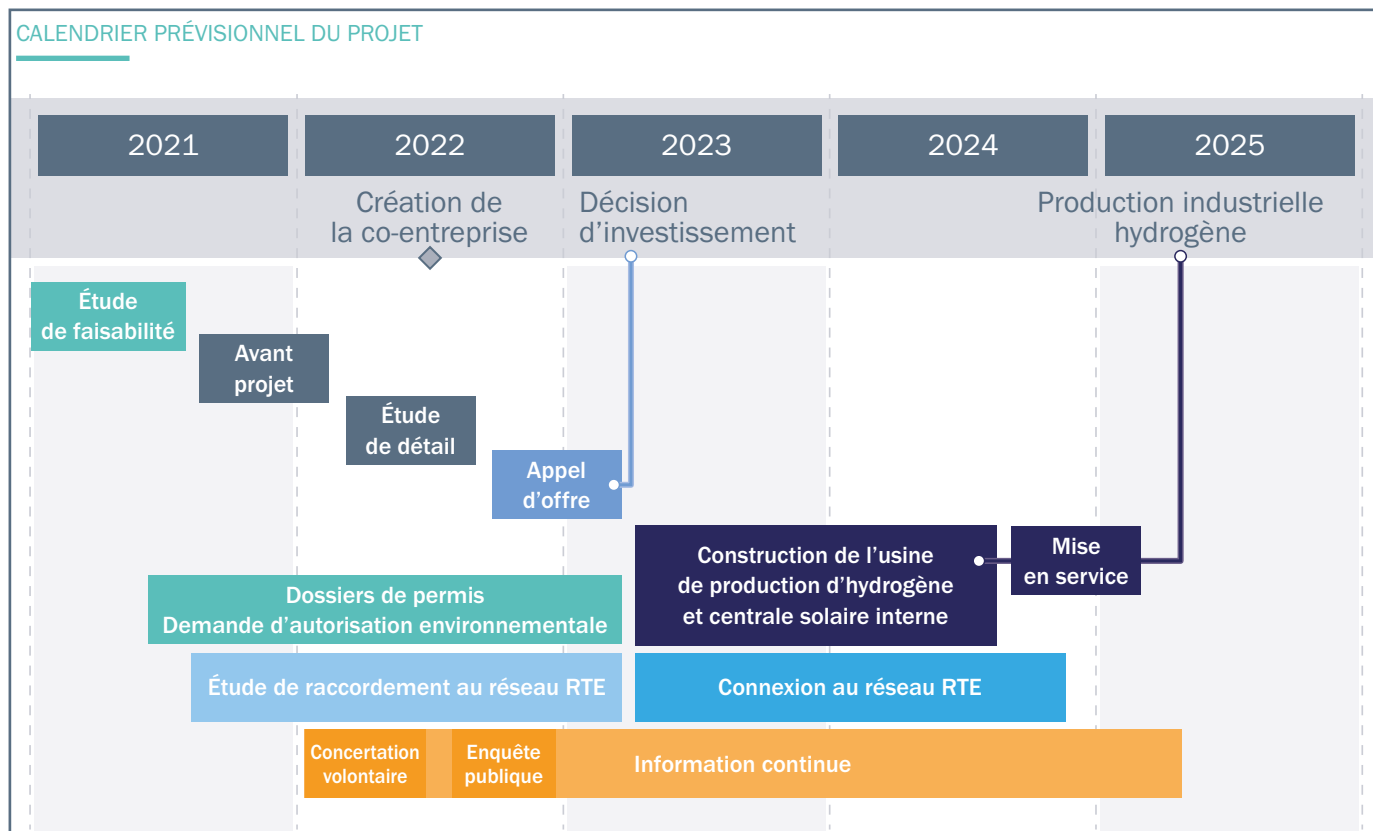 CALENDRIER PRÉVISIONNEL DU PROJET
2021
2022
2023
2024
2025
Création de
la co-entreprise
Décision
d’investissement
Production industrielle
hydrogène
Étude
de faisabilité
Avant
projet
Étude
de détail
Appel
d’offre
Construction de l’usine
de production d’hydrogène
et centrale solaire interne
Mise
en service
Dossiers de permis
Demande d’autorisation environnementale
Étude de raccordement au réseau RTE
Connexion au réseau RTE
Concertation
volontaire
Enquête
publique
Information continue